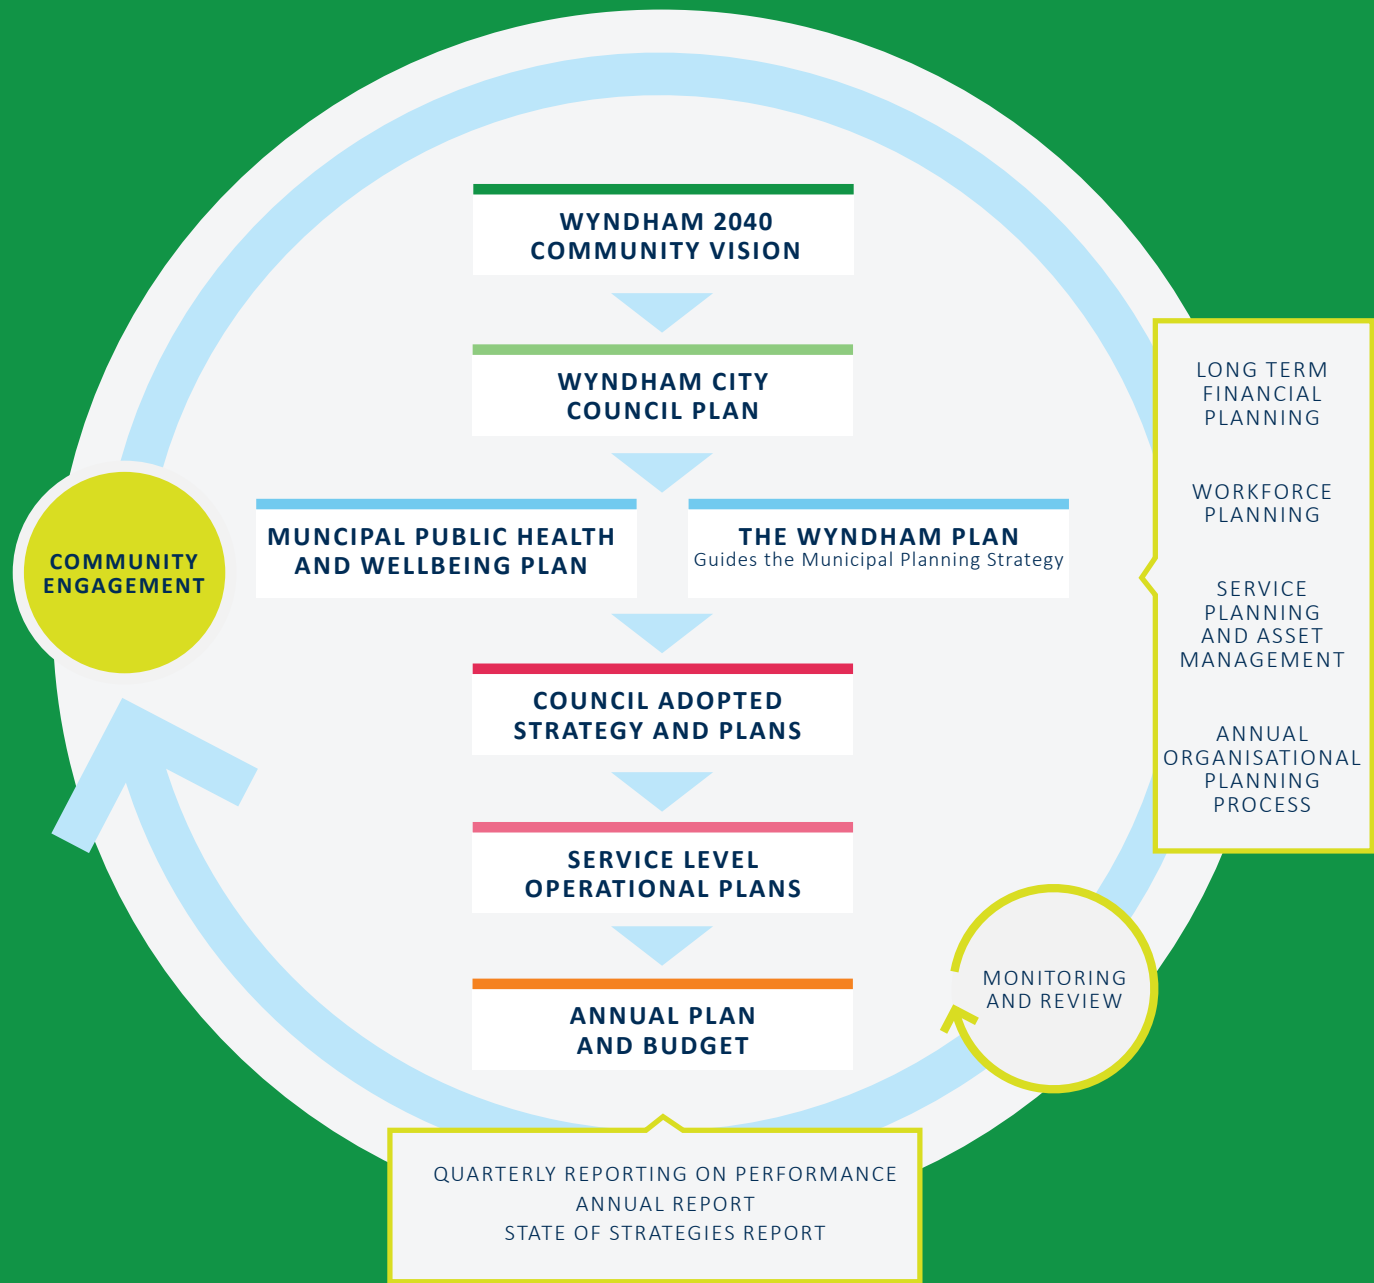 WYNDHAM 2040
COMMUNITY VISION
WYNDHAM CITY
COUNCIL PLAN
MUNCIPAL PUBLIC HEALTH
AND WELLBEING PLAN
THE WYNDHAM PLAN
Guides the Municipal Planning Strategy
COUNCIL ADOPTED
STRATEGY AND PLANS
SERVICE LEVEL
OPERATIONAL PLANS
ANNUAL PLAN
AND BUDGET
COMMUNITY
ENGAGEMENT
LONG TERM
FINANCIAL
PLANNING
WORKFORCE
PLANNING
SERVICE
PLANNING
AND ASSET
MANAGEMENT
ANNUAL
ORGANISATIONAL
PLANNING
PROCESS
MONITORING
AND REVIEW
QUARTERLY REPORTING ON PERFORMANCE
ANNUAL REPORT
STATE OF STRATEGIES REPORT